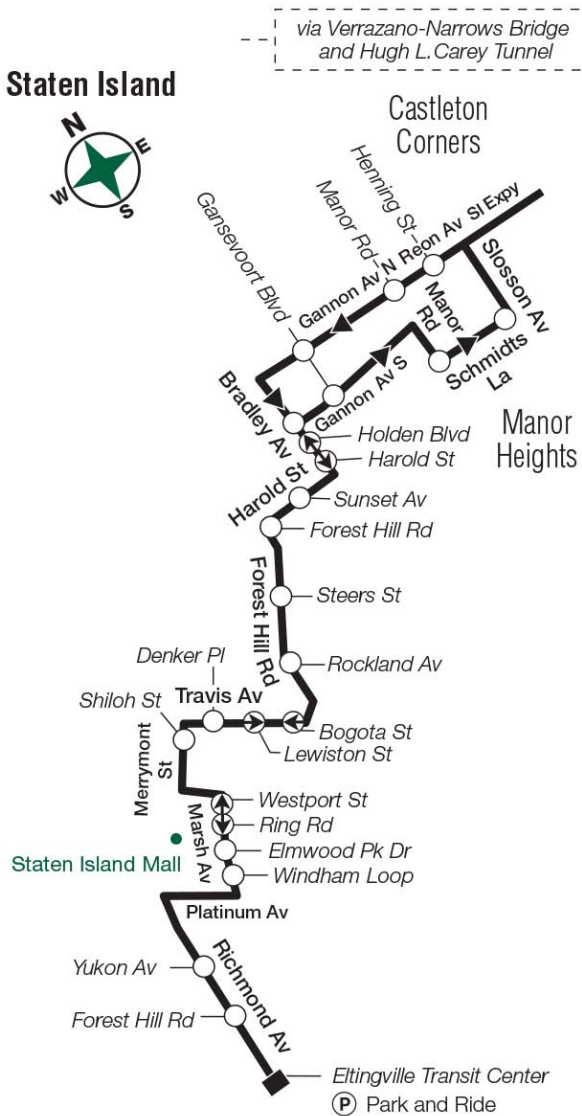 via Verrazano-Narrows Bridge
and Hugh L.Carey Tunnel
Staten Island
N
E
W
S
Castleton
Corners
Henning St
Manor Rd
Gansevoort Blvd
Gannon Av N
Reon Av
SI Expy
Slosson Av
Manor
Rd
Schmidts
La
Gannon Av S
Bradley Av
Manor
Heights
Holden Blvd
Harold St
Harold St
Sunset Av
Forest Hill Rd
Forest Hill Rd
Steers St
Rockland Av
Denker Pl
Travis Av
Shiloh St
Bogota St
Lewiston St
Merrymont
St
Westport St
Ring Rd
Marsh Av
Staten Island Mall
Elmwood Pk Dr
Windham Loop
Platinum Av
Yukon Av
Richmond Av
Forest Hill Rd
Eltingville Transit Center
P Park and Ride